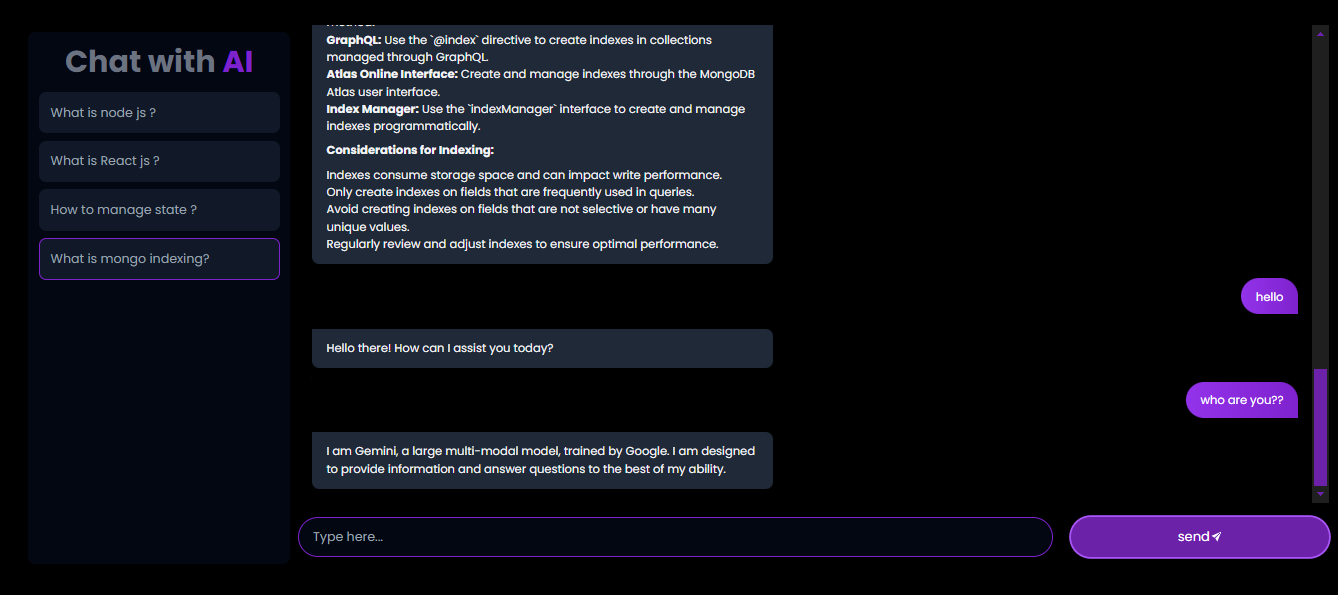 Chat with AI
What is node js ?
What is React js ?
How to manage state ?
What is mongo indexing?
GraphQL: Use the `@index` directive to create indexes in collections
managed through GraphQL.
Atlas Online Interface: Create and manage indexes through the MongoDB
Atlas user interface.
Index Manager: Use the `indexManager` interface to create and manage
indexes programmatically.
Considerations for Indexing:
Indexes consume storage space and can impact write performance.
Only create indexes on fields that are frequently used in queries.
Avoid creating indexes on fields that are not selective or have many
unique values.
Regularly review and adjust indexes to ensure optimal performance.
hello
Hello there! How can I assist you today?
who are you??
I am Gemini, a large multi-modal model, trained by Google. I am designed
to provide information and answer questions to the best of my ability.
Type here...
send